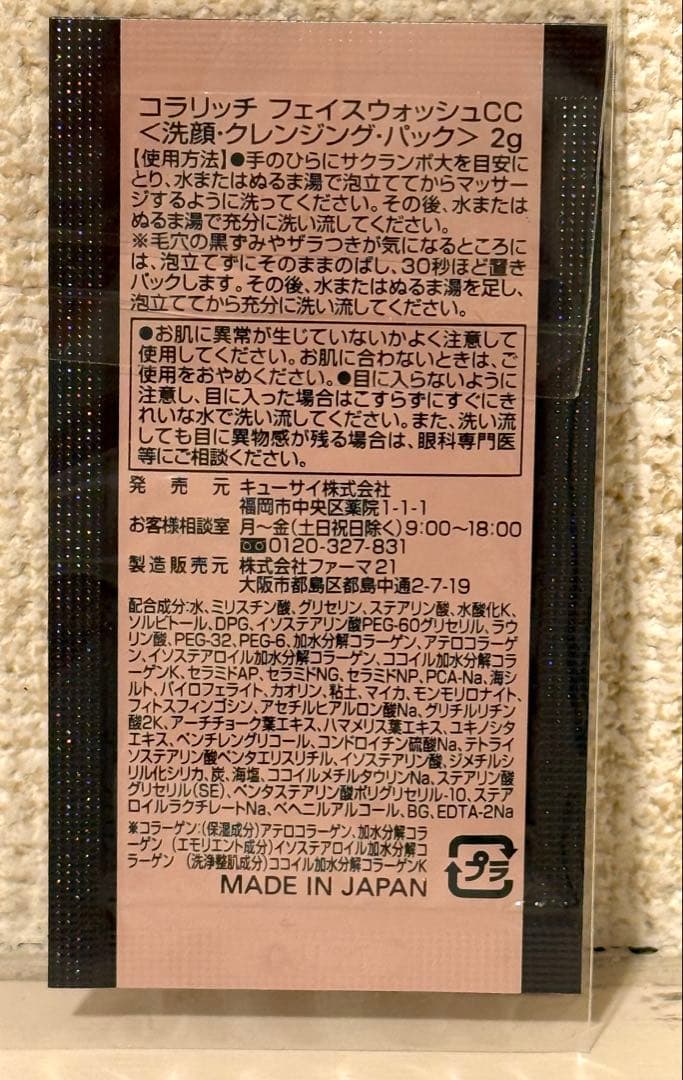 コラリッチ フェイスウォッシュCC
＜洗顔・クレンジング・パック＞ 2g
【使用方法】●手のひらにサクランボ大を目安に
とり、水またはぬるま湯で泡立ててからマッサー
ジするように洗ってください。その後、水または
ぬるま湯で充分に洗い流してください。
※毛穴の黒ずみやザラつきが気になるところに
は、泡立てずにそのままのばし、30秒ほど置き
パックします。その後、水またはぬるま湯を足し、
泡立ててから充分に洗い流してください。
●お肌に異常が生じていないかよく注意して
使用してください。お肌に合わないときは、ご
使用をおやめください。●目に入らないように
注意し、目に入った場合はこすらずにすぐにき
れいな水で洗い流してください。また、洗い流
しても目に異物感が残る場合は、眼科専門医
等にご相談ください。
発売元 キューサイ株式会社
福岡市中央区薬院1-1-1
お客様相談室 月～金(土日祝日除く)9:00～18:00
0120-327-831
製造販売元 株式会社ファーマ21
大阪市都島区都島中通2-7-19
配合成分:水、ミリスチン酸、グリセリン、ステアリン酸、水酸化K、
ソルビトール、DPG、イソステアリン酸PEG-60グリセリル、ラウ
リン酸、PEG-32、PEG-6、加水分解コラーゲン、アテロコラーゲ
ン、イソステアロイル加水分解コラーゲン、ココイル加水分解コラ
ーゲンK、セラミドAP、セラミドNG、セラミドNP、PCA-Na、海シ
ルト、パイロフェライト、カオリン、粘土、マイカ、モンモリロナイト、
フィトスフィンゴシン、アセチルヒアルロン酸Na、グリチルリチン
酸2K、アーチチョーク葉エキス、ハマメリス葉エキス、ユキノシタ
エキス、ペンチレングリコール、コンドロイチン硫酸Na、テトライ
ソステアリン酸ペンタエリスリチル、イソステアリン酸、ジメチルシ
リル化シリカ、炭、海塩、ココイルメチルタウリンNa、ステアリン酸
グリセリル(SE)、ペンタステアリン酸ポリグリセリル-10、ステア
ロイルラクチレートNa、ベヘニルアルコール、BG、EDTA-2Na
※コラーゲン:(保湿成分)アテロコラーゲン、加水分解コラ
ーゲン (エモリエント成分)イソステアロイル加水分解コ
ラーゲン (洗浄整肌成分)ココイル加水分解コラーゲンK
MADE IN JAPAN
プラ